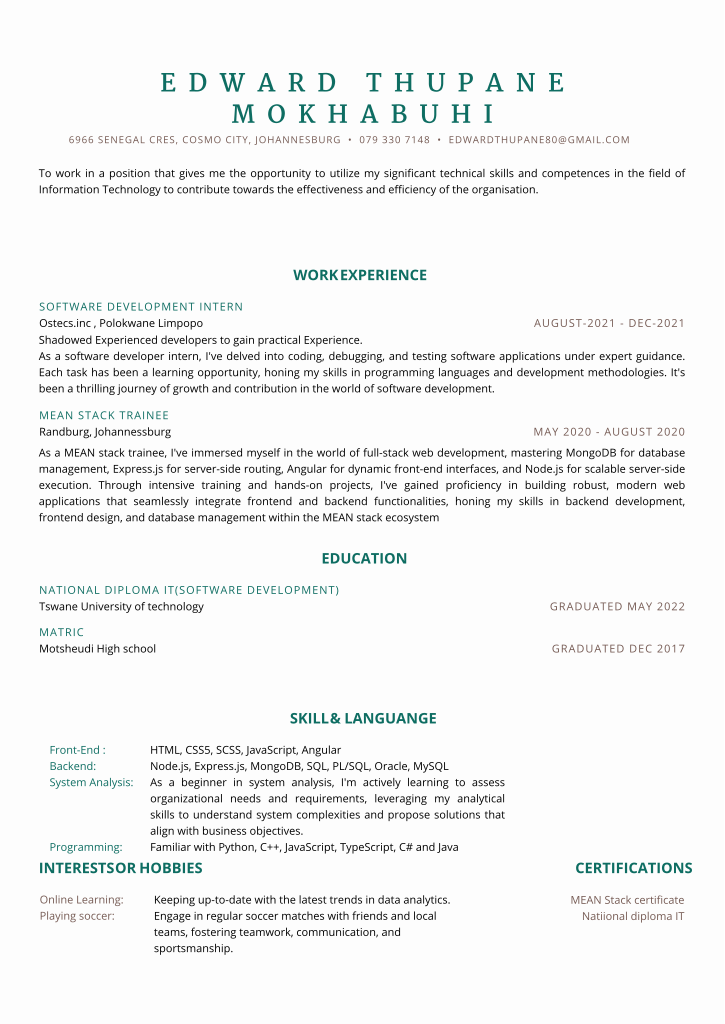 EDWARD THUPANE
MOKHABUHI
6966 SENEGAL CRES, COSMO CITY, JOHANNESBURG • 079 330 7148 • EDWARDTHUPANE80@GMAIL.COM
To work in a position that gives me the opportunity to utilize my significant technical skills and competences in the field of
Information Technology to contribute towards the effectiveness and efficiency of the organisation.
WORK EXPERIENCE
SOFTWARE DEVELOPMENT INTERN
Ostecs.inc , Polokwane Limpopo AUGUST-2021 - DEC-2021
Shadowed Experienced developers to gain practical Experience.
As a software developer intern, I've delved into coding, debugging, and testing software applications under expert guidance.
Each task has been a learning opportunity, honing my skills in programming languages and development methodologies. It's
been a thrilling journey of growth and contribution in the world of software development.
MEAN STACK TRAINEE
Randburg, Johannessburg MAY 2020 - AUGUST 2020
As a MEAN stack trainee, I've immersed myself in the world of full-stack web development, mastering MongoDB for database
management, Express.js for server-side routing, Angular for dynamic front-end interfaces, and Node.js for scalable server-side
execution. Through intensive training and hands-on projects, I've gained proficiency in building robust, modern web
applications that seamlessly integrate frontend and backend functionalities, honing my skills in backend development,
frontend design, and database management within the MEAN stack ecosystem
EDUCATION
NATIONAL DIPLOMA IT(SOFTWARE DEVELOPMENT)
Tswane University of technology GRADUATED MAY 2022
MATRIC
Motsheudi High school GRADUATED DEC 2017
SKILL & LANGUANGE
Front-End : HTML, CSS5, SCSS, JavaScript, Angular
Backend: Node.js, Express.js, MongoDB, SQL, PL/SQL, Oracle, MySQL
System Analysis: As a beginner in system analysis, I'm actively learning to assess
organizational needs and requirements, leveraging my analytical
skills to understand system complexities and propose solutions that
align with business objectives.
Programming: Familiar with Python, C++, JavaScript, TypeScript, C# and Java
INTERESTS OR HOBBIES CERTIFICATIONS
Online Learning: Keeping up-to-date with the latest trends in data analytics. MEAN Stack certificate
Playing soccer: Engage in regular soccer matches with friends and local Natiional diploma IT
teams, fostering teamwork, communication, and
sportsmanship.